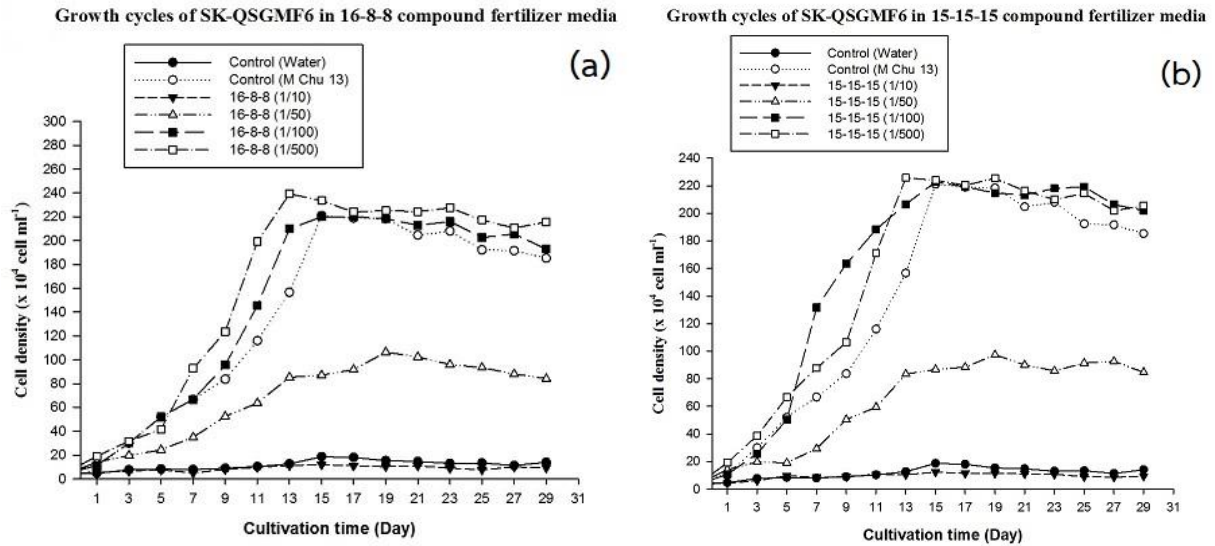 Growth cycles of SK-QSGMF6 in 16-8-8 compound fertilizer media
(a)
Control (Water)
Control (M Chu 13)
16-8-8 (1/10)
16-8-8 (1/50)
16-8-8 (1/100)
16-8-8 (1/500)
300
280
260
240
220
200
180
160
140
120
100
80
60
40
20
0
Cell density (x 10⁴ cell ml⁻¹)
1 3 5 7 9 11 13 15 17 19 21 23 25 27 29 31
Cultivation time (Day)
Growth cycles of SK-QSGMF6 in 15-15-15 compound fertilizer media
(b)
Control (Water)
Control (M Chu 13)
15-15-15 (1/10)
15-15-15 (1/50)
15-15-15 (1/100)
15-15-15 (1/500)
240
220
200
180
160
140
120
100
80
60
40
20
0
Cell density (x 10⁴ cell ml⁻¹)
1 3 5 7 9 11 13 15 17 19 21 23 25 27 29 31
Cultivation time (Day)